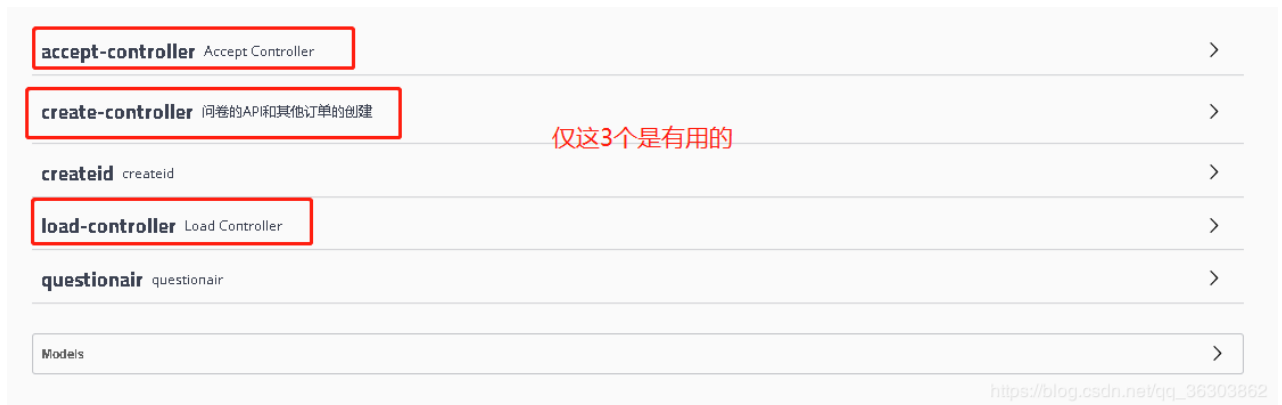 accept-controller Accept Controller
create-controller 问卷的API和其他订单的创建
仅这3个是有用的
createid createid
load-controller Load Controller
questionair questionair
Models
https://blog.csdn.net/qq_36303862